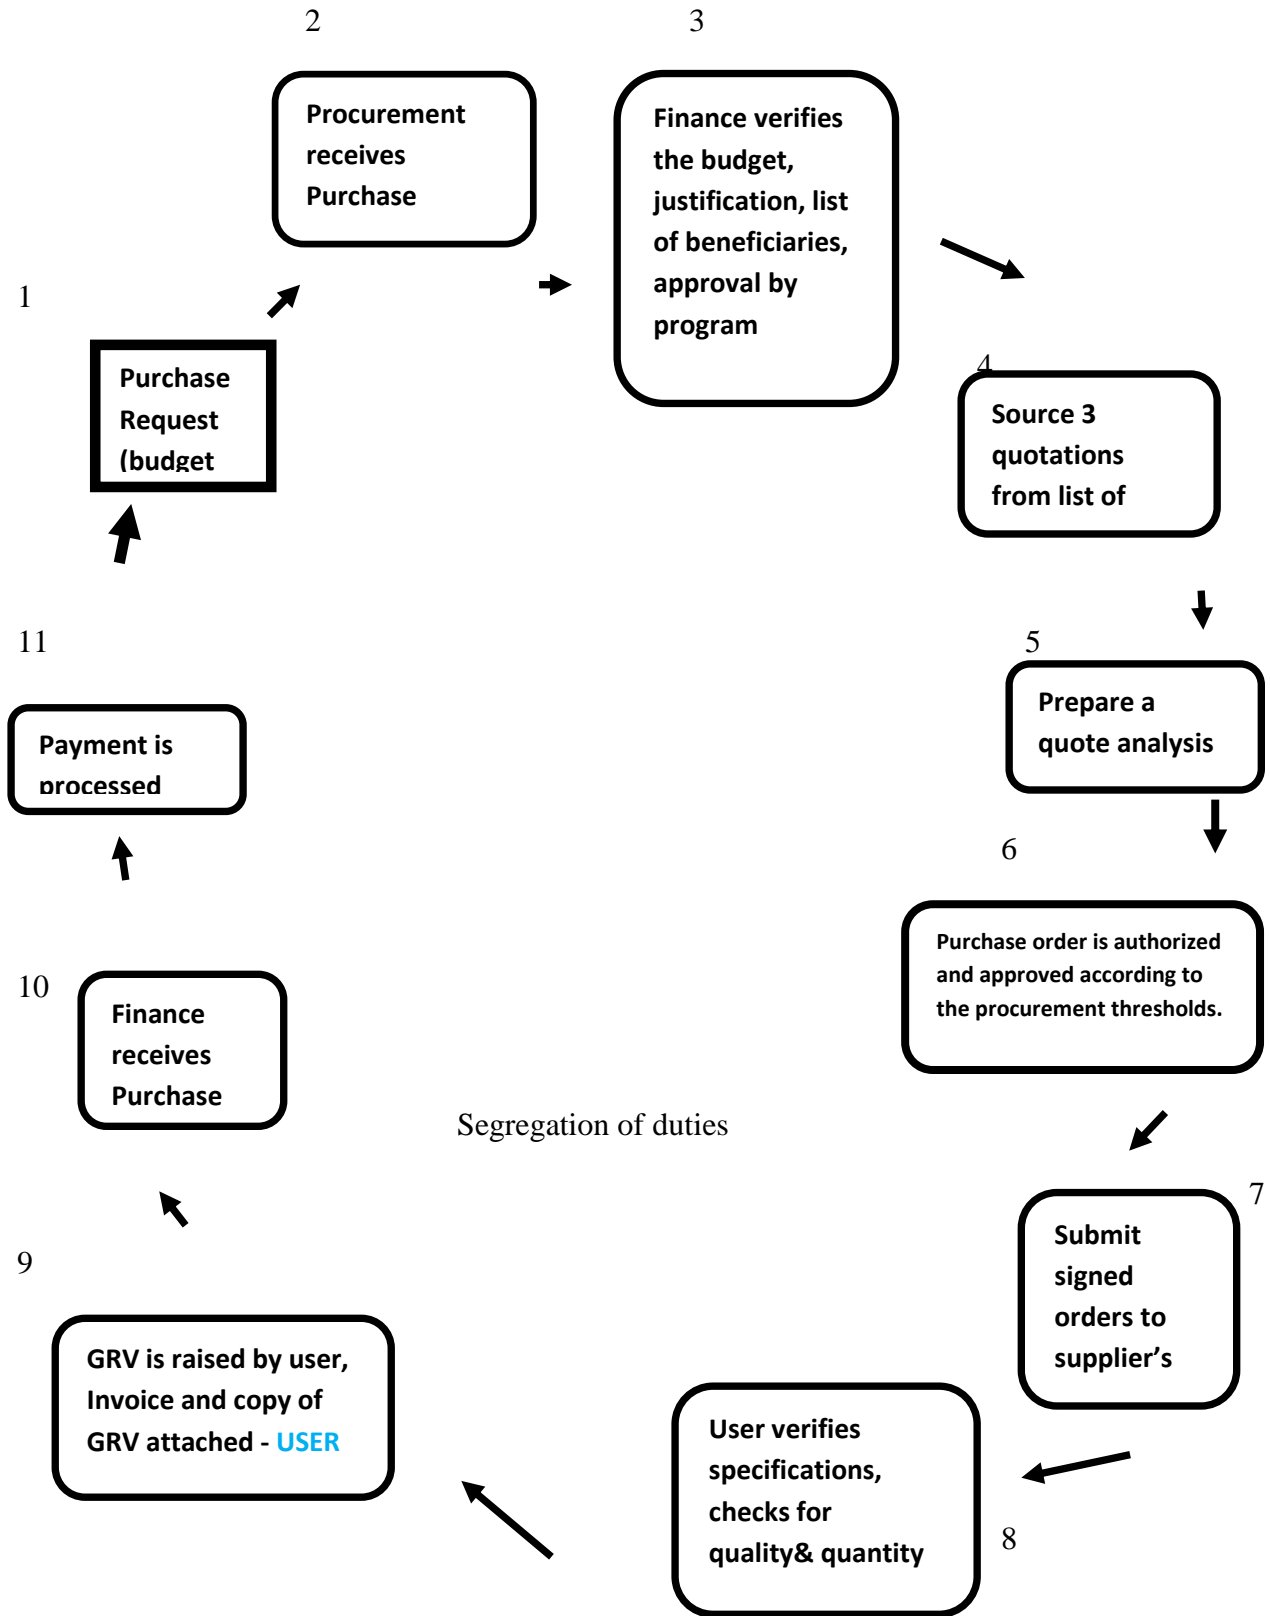 2
Procurement
receives
Purchase
3
Finance verifies
the budget,
justification, list
of beneficiaries,
approval by
program
1
Purchase
Request
(budget
4
Source 3
quotations
from list of
5
Prepare a
quote analysis
6
Purchase order is authorized
and approved according to
the procurement thresholds.
7
Submit
signed
orders to
supplier’s
8
User verifies
specifications,
checks for
quality& quantity
9
GRV is raised by user,
Invoice and copy of
GRV attached - USER
10
Finance
receives
Purchase
11
Payment is
processed
Segregation of duties